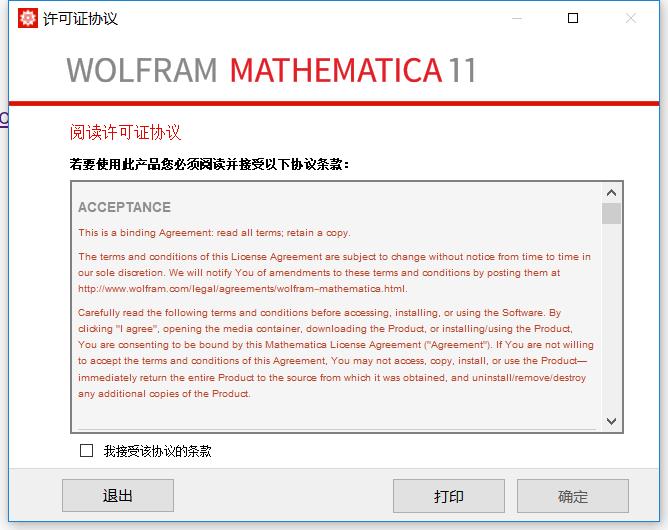 许可证协议
WOLFRAM MATHEMATICA 11
阅读许可证协议
若要使用此产品您必须阅读并接受以下协议条款：
ACCEPTANCE
This is a binding Agreement: read all terms; retain a copy.
The terms and conditions of this License Agreement are subject to change without notice from time to time in
our sole discretion. We will notify You of amendments to these terms and conditions by posting them at
http://www.wolfram.com/legal/agreements/wolfram-mathematica.html.
Carefully read the following terms and conditions before accessing, installing, or using the Software. By
clicking "I agree", opening the media container, downloading the Product, or installing/using the Product,
You are consenting to be bound by this Mathematica License Agreement ("Agreement"). If You are not willing
to accept the terms and conditions of this Agreement, You may not access, copy, install, or use the Product—
immediately return the entire Product to the source from which it was obtained, and uninstall/remove/destroy
any additional copies of the Product.
我接受该协议的条款
退出
打印
确定